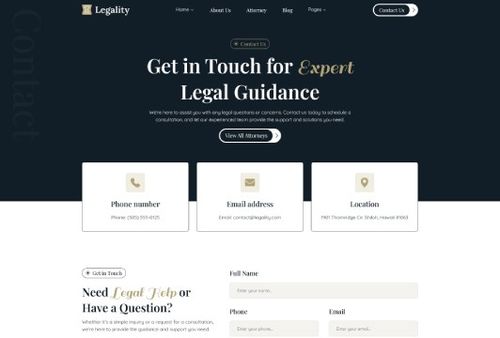 Legality
Home
About Us
Attorney
Blog
Pages
Contact Us
Contact
Contact Us
Get in Touch for Expert
Legal Guidance
We're here to assist you with any legal questions or concerns. Contact us today to schedule a
consultation, and let our experienced team provide the support and solutions you need.
View All Attorneys
Phone number
Email address
Location
Phone: (505) 555-0125
Email: contact@legality.com
Shiloh, Hawaii 81063
Get in Touch
Need Legal Help or
Have a Question?
Whether it's a simple inquiry or a request for a consultation,
we're here to provide the guidance and support you need.
Full Name
Enter your name...
Phone
Email
Enter your phone...
Enter your email...